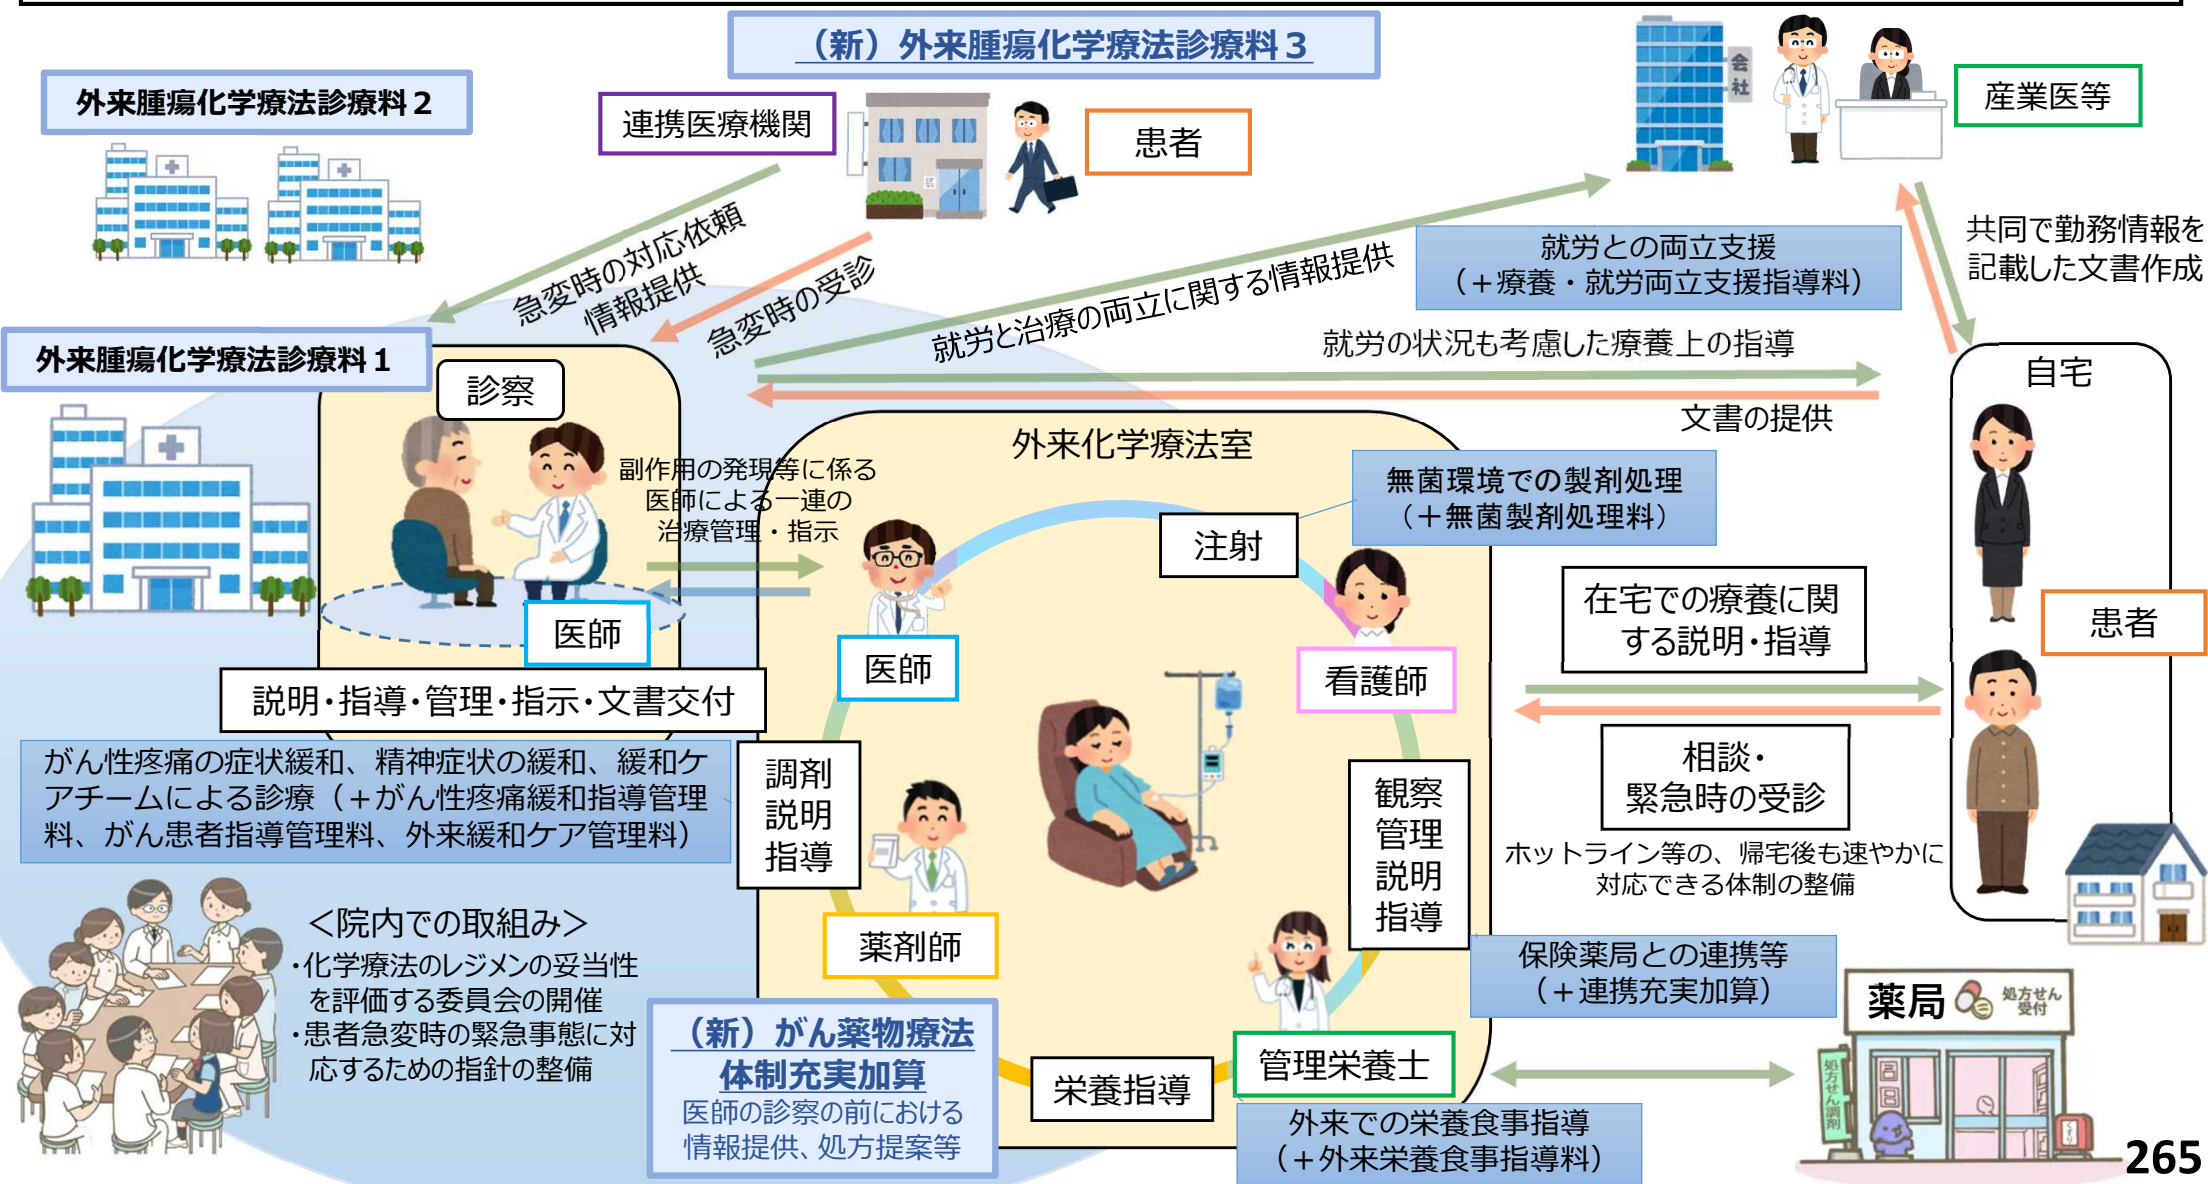 （新）外来腫瘍化学療法診療料３
外来腫瘍化学療法診療料２
連携医療機関
患者
会社
産業医等
急変時の対応依頼
情報提供
急変時の受診
就労と治療の両立に関する情報提供
就労との両立支援
（＋療養・就労両立支援指導料）
共同で勤務情報を
記載した文書作成
外来腫瘍化学療法診療料１
就労の状況も考慮した療養上の指導
文書の提供
自宅
診察
外来化学療法室
副作用の発現等に係る
医師による一連の
治療管理・指示
無菌環境での製剤処理
（＋無菌製剤処理料）
注射
医師
医師
看護師
在宅での療養に関
する説明・指導
患者
説明・指導・管理・指示・文書交付
がん性疼痛の症状緩和、精神症状の緩和、緩和ケ
アチームによる診療（＋がん性疼痛緩和指導管理
料、がん患者指導管理料、外来緩和ケア管理料）
調剤
説明
指導
観察
管理
説明
指導
相談・
緊急時の受診
ホットライン等の、帰宅後も速やかに
対応できる体制の整備
＜院内での取組み＞
・化学療法のレジメンの妥当性
を評価する委員会の開催
・患者急変時の緊急事態に対
応するための指針の整備
薬剤師
保険薬局との連携等
（＋連携充実加算）
（新）がん薬物療法
体制充実加算
医師の診察の前における
情報提供、処方提案等
栄養指導
管理栄養士
外来での栄養食事指導
（＋外来栄養食事指導料）
薬局
処方せん
受付
処方せん調剤
くすり
265